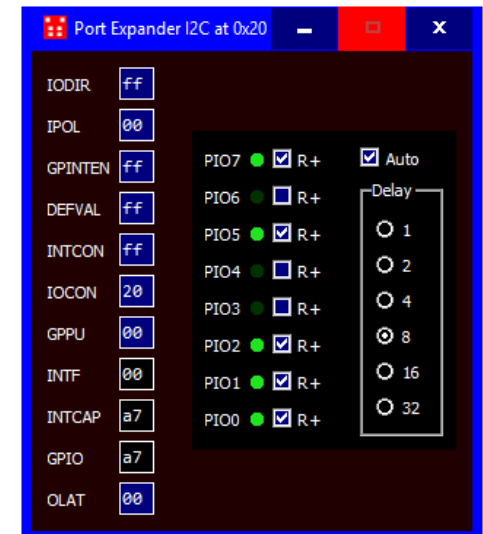 Port Expander I2C at 0x20
IODIR ff
IPOL 00
GPINTEN ff
DEFVAL ff
INTCON ff
IOCON 20
GPPU 00
INTF 00
INTCAP a7
GPIO a7
OLAT 00
PIO7 R+
PIO6 R+
PIO5 R+
PIO4 R+
PIO3 R+
PIO2 R+
PIO1 R+
PIO0 R+
Auto
Delay
1
2
4
8
16
32